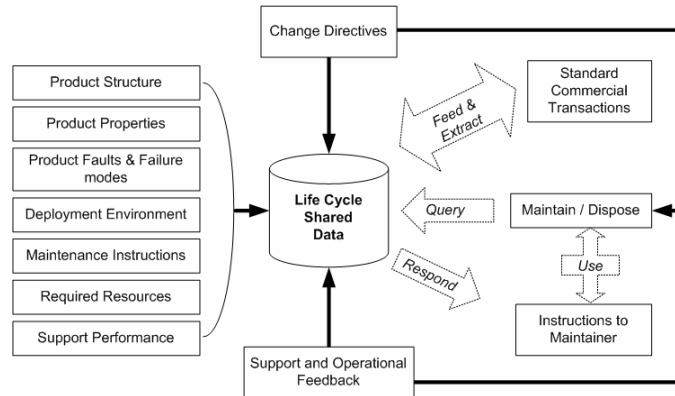 Change Directives
Product Structure
Product Properties
Product Faults & Failure
modes
Deployment Environment
Maintenance Instructions
Required Resources
Support Performance
Life Cycle
Shared
Data
Feed &
Extract
Standard
Commercial
Transactions
Query
Maintain / Dispose
Respond
Use
Instructions to
Maintainer
Support and Operational
Feedback